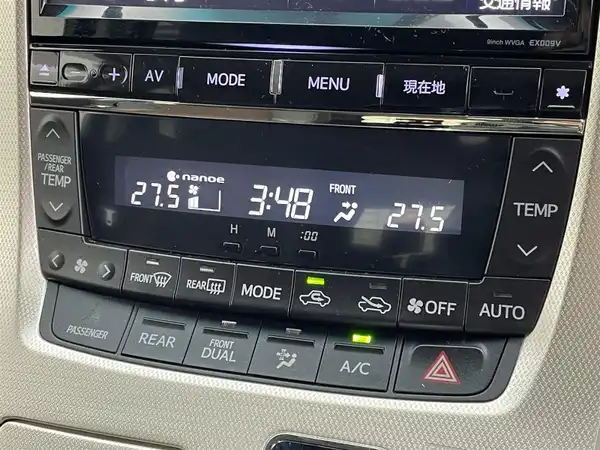 交通情報
9inch WVGA EX009V
AV MODE MENU 現在地
PASSENGER
/REAR
TEMP
nanoe
27.5 3:48 FRONT 27.5
H M :00
TEMP
FRONT REAR MODE OFF AUTO
PASSENGER REAR FRONT
DUAL A/C